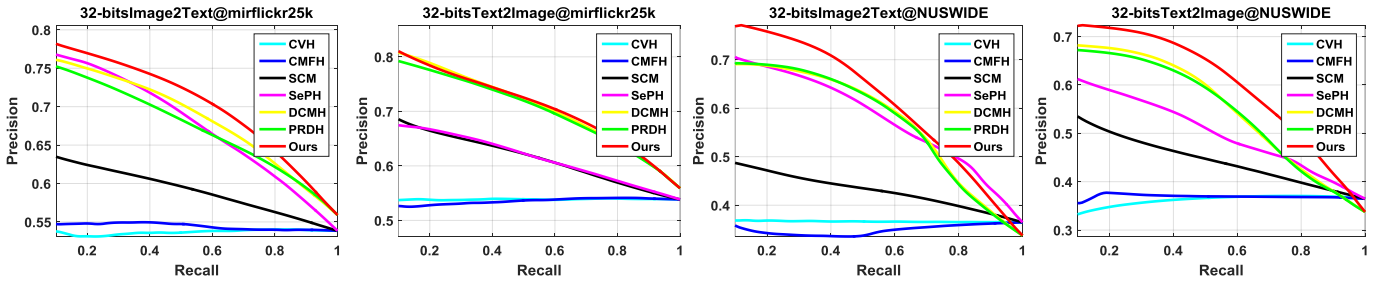 32-bitsImage2Text@mirflickr25k
0.8
0.75
0.7
0.65
0.6
0.55
Precision
0.2 0.4 0.6 0.8 1
Recall
CVH
CMFH
SCM
SePH
DCMH
PRDH
Ours
32-bitsText2Image@mirflickr25k
0.8
0.7
0.6
0.5
Precision
0.2 0.4 0.6 0.8 1
Recall
CVH
CMFH
SCM
SePH
DCMH
PRDH
Ours
32-bitsImage2Text@NUSWIDE
0.7
0.6
0.5
0.4
Precision
0.2 0.4 0.6 0.8 1
Recall
CVH
CMFH
SCM
SePH
DCMH
PRDH
Ours
32-bitsText2Image@NUSWIDE
0.7
0.6
0.5
0.4
0.3
Precision
0.2 0.4 0.6 0.8 1
Recall
CVH
CMFH
SCM
SePH
DCMH
PRDH
Ours